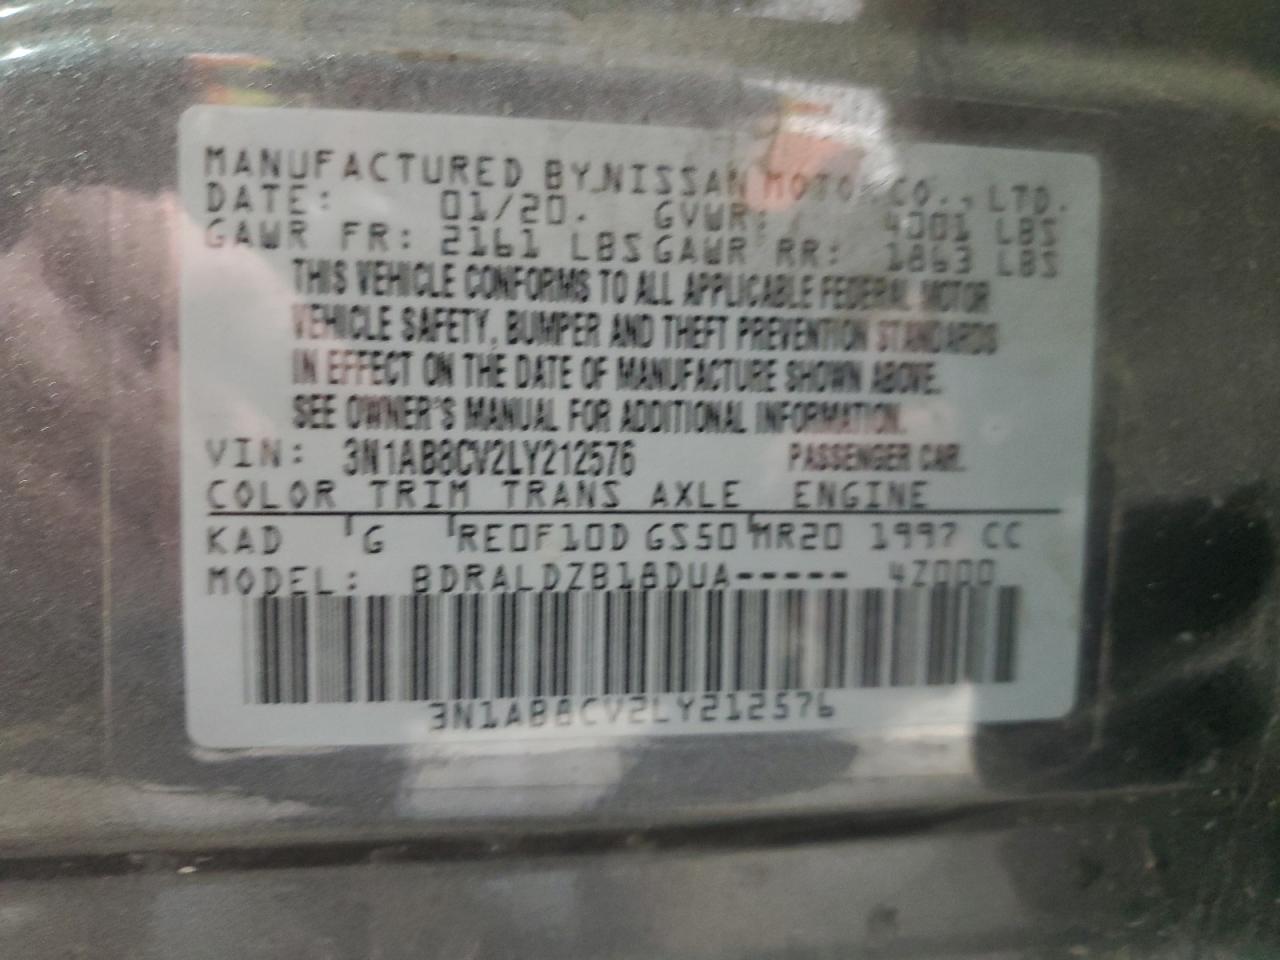 MANUFACTURED BY NISSAN MOTOR CO., LTD.
DATE: 01/20. GVWR: 4001 LBS
GAWR FR: 2161 LBS GAWR RR: 1863 LBS
THIS VEHICLE CONFORMS TO ALL APPLICABLE FEDERAL MOTOR
VEHICLE SAFETY, BUMPER AND THEFT PREVENTION STANDARDS
IN EFFECT ON THE DATE OF MANUFACTURE SHOWN ABOVE.
SEE OWNER'S MANUAL FOR ADDITIONAL INFORMATION.
VIN: 3N1AB8CV2LY212576 PASSENGER CAR.
COLOR TRIM TRANS AXLE ENGINE
KAD G RE0F10D GS50 MR20 1997 CC
MODEL: BDRALDZB18DUA----- 4Z000
3N1AB8CV2LY212576